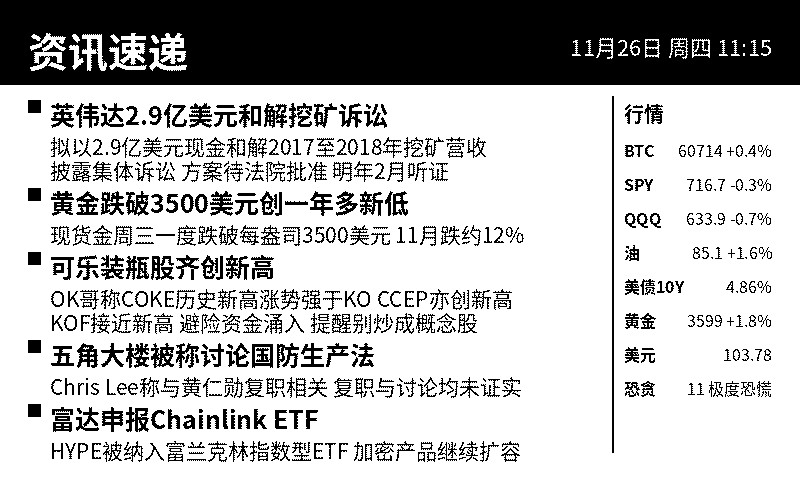 资讯速递
11月26日 周四 11:15
英伟达2.9亿美元和解挖矿诉讼
拟以2.9亿美元现金和解2017至2018年挖矿营收
披露集体诉讼 方案待法院批准 明年2月听证
黄金跌破3500美元创一年多新低
现货金周三一度跌破每盎司3500美元 11月跌约12%
可乐装瓶股齐创新高
OK哥称COKE历史新高涨势强于KO CCEP亦创新高
KOF接近新高 避险资金涌入 提醒别炒成概念股
五角大楼被称讨论国防生产法
Chris Lee称与黄仁勋复职相关 复职与讨论均未证实
富达申报Chainlink ETF
HYPE被纳入富兰克林指数型ETF 加密产品继续扩容
行情
BTC 60714 +0.4%
SPY 716.7 -0.3%
QQQ 633.9 -0.7%
油 85.1 +1.6%
美债10Y 4.86%
黄金 3599 +1.8%
美元 103.78
恐贪 11 极度恐慌